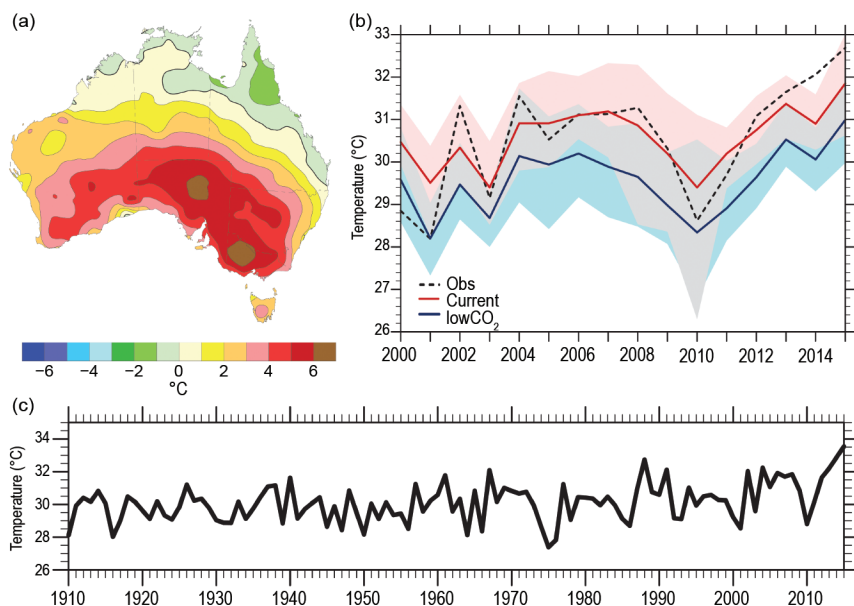 (a)
−6 −4 −2 0 2 4 6
°C
(b)
Temperature (°C)
33
32
31
30
29
28
27
26
Obs
Current
lowCO₂
2000 2002 2004 2006 2008 2010 2012 2014
(c)
Temperature (°C)
34
32
30
28
26
1910 1920 1930 1940 1950 1960 1970 1980 1990 2000 2010